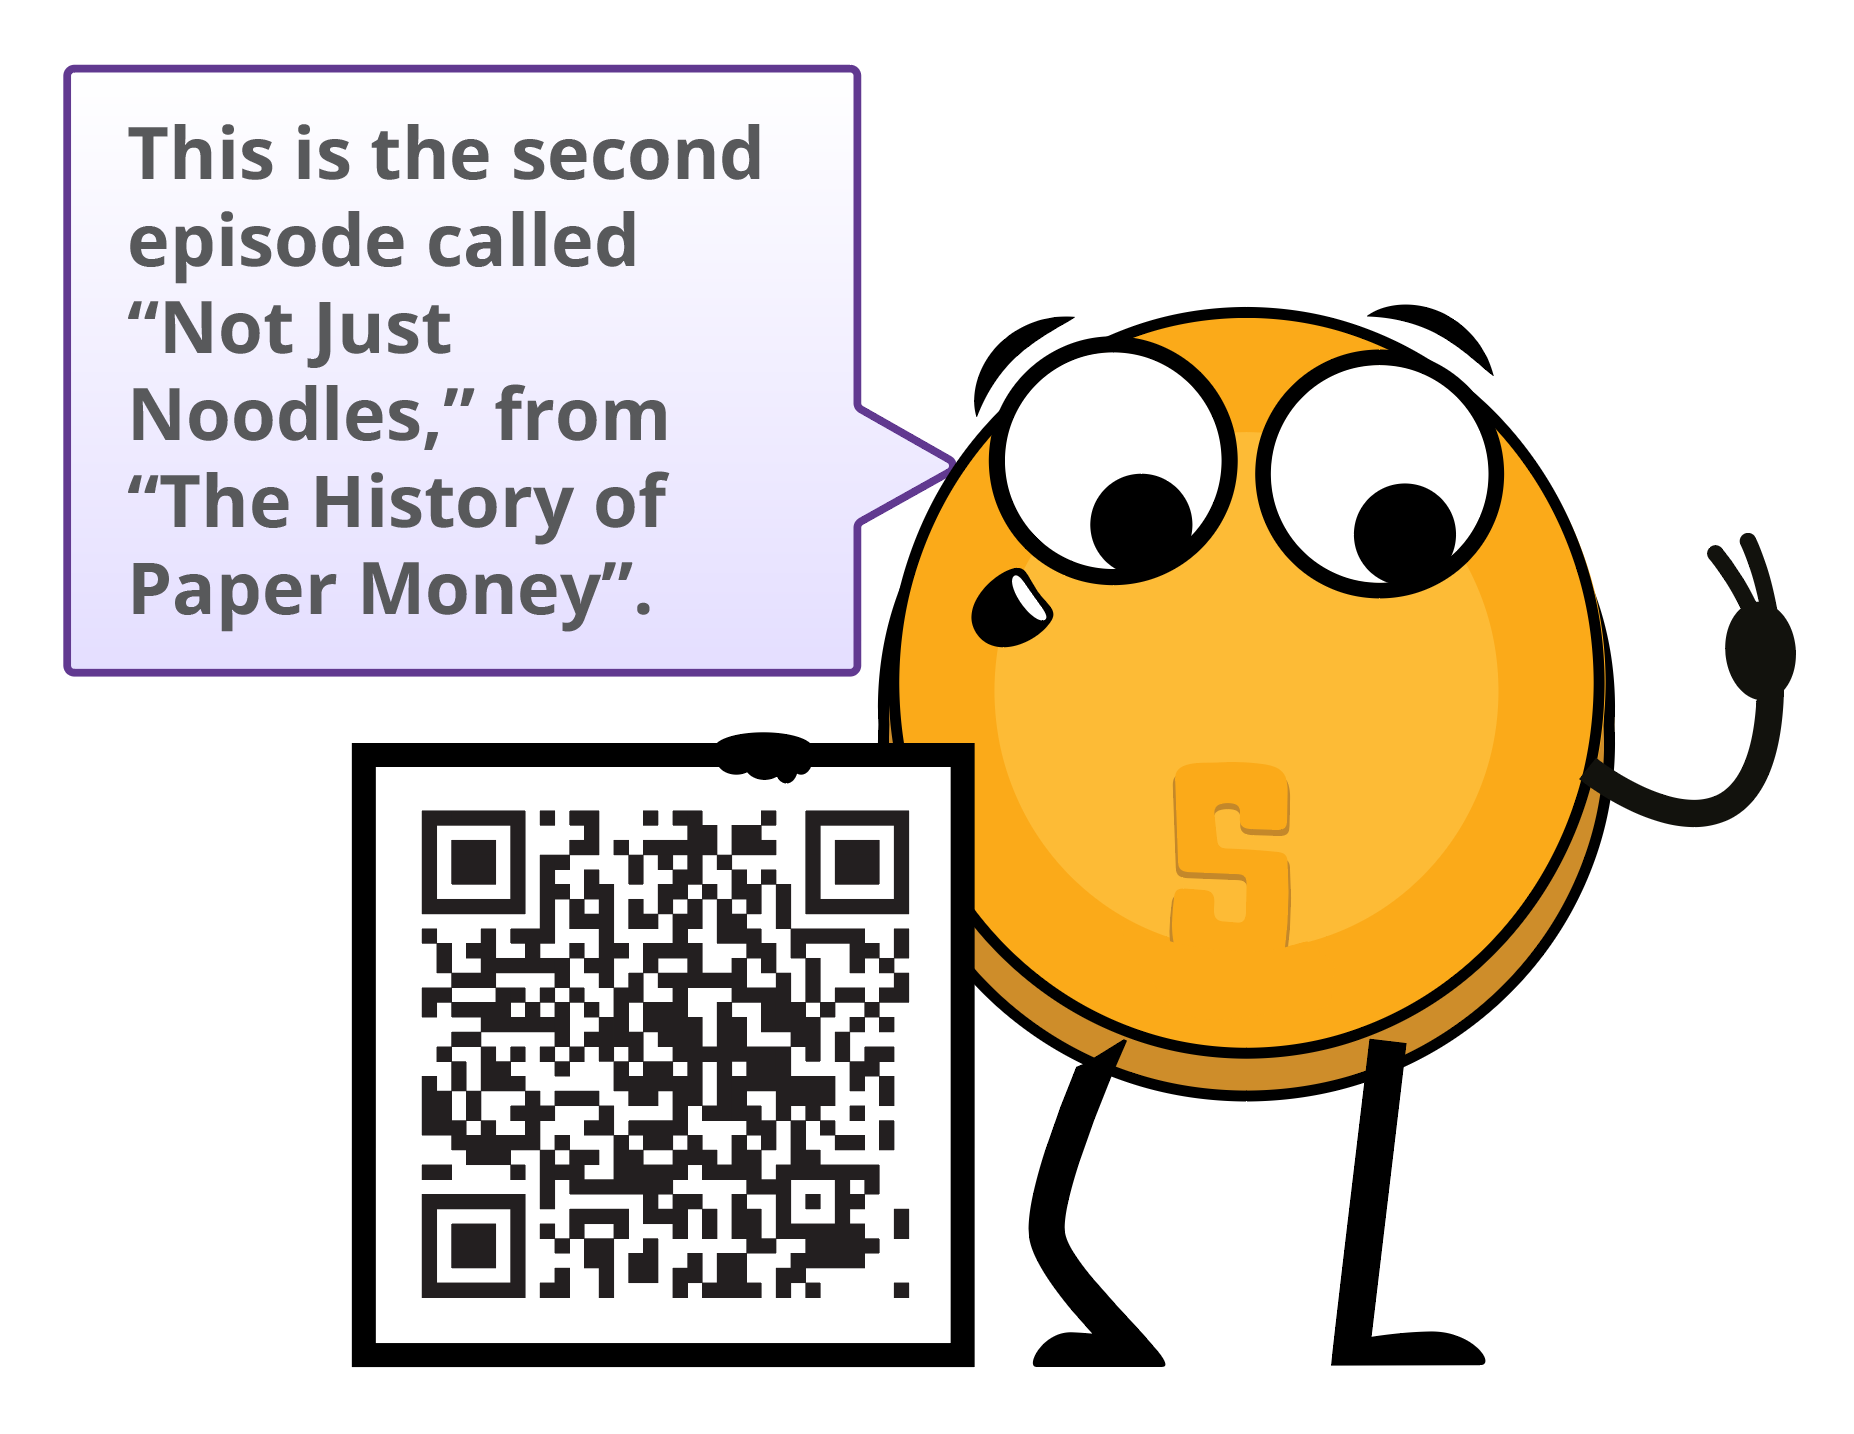 This is the second
episode called
“Not Just
Noodles,” from
“The History of
Paper Money”.
S